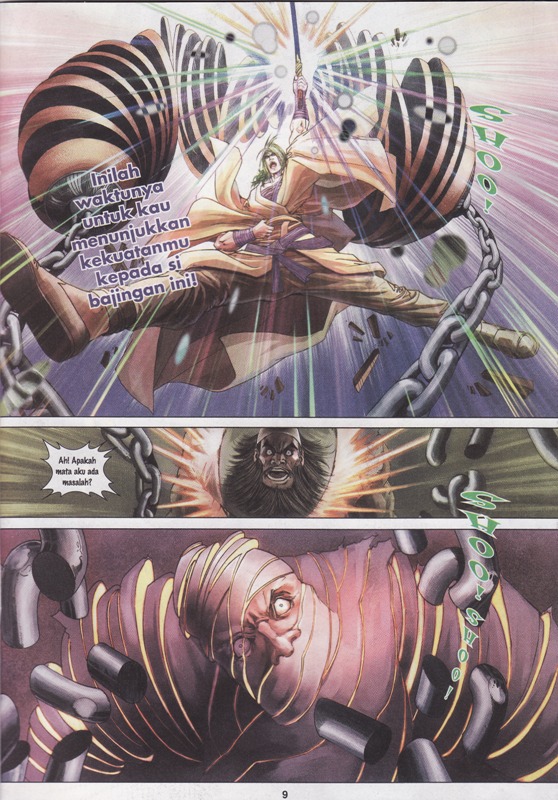 SHOO!
Inilah
waktunya
untuk kau
menunjukkan
kekuatanmu
kepada si
bajingan ini!
Ah! Apakah
mata aku ada
masalah?
SHOO! SHOO!
9